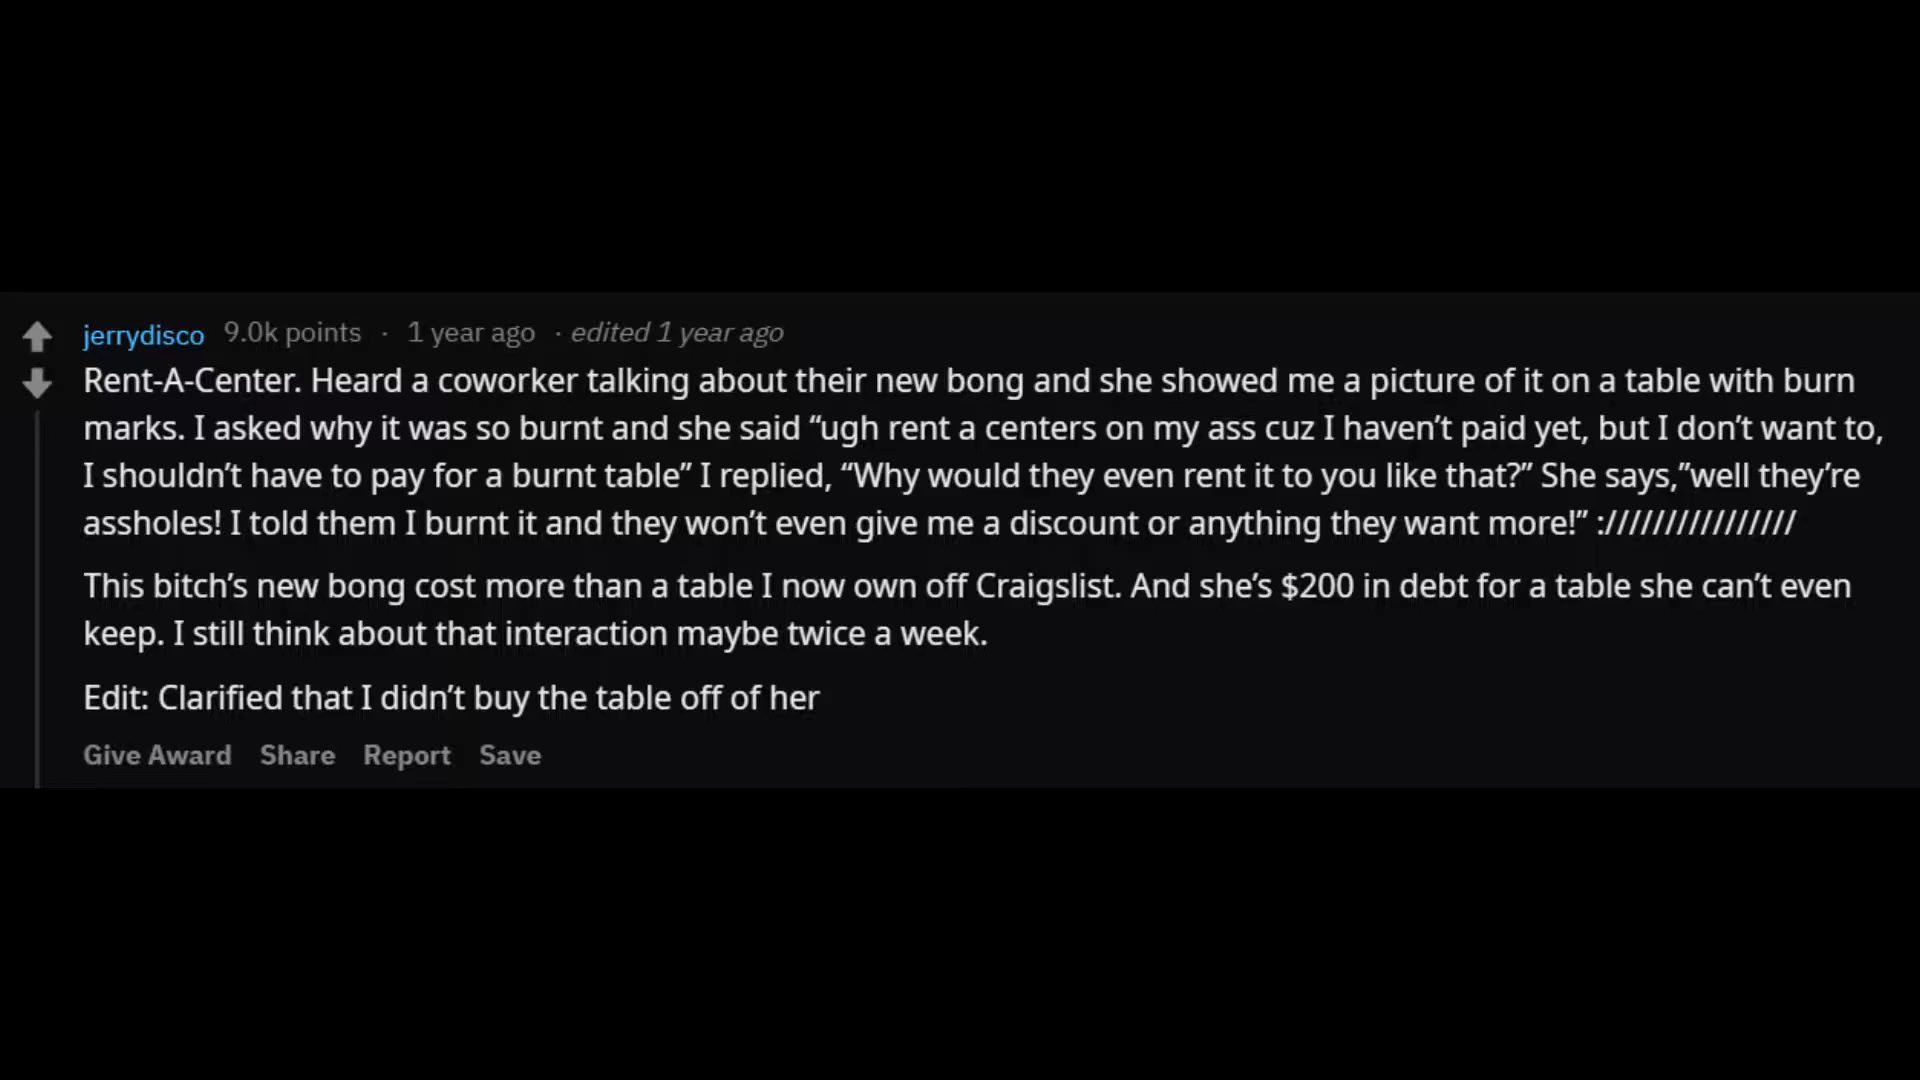 jerrydisco 9.0k points · 1 year ago · edited 1 year ago
Rent-A-Center. Heard a coworker talking about their new bong and she showed me a picture of it on a table with burn
marks. I asked why it was so burnt and she said “ugh rent a centers on my ass cuz I haven’t paid yet, but I don’t want to,
I shouldn’t have to pay for a burnt table” I replied, “Why would they even rent it to you like that?” She says,”well they’re
assholes! I told them I burnt it and they won’t even give me a discount or anything they want more!” :////////////////
This bitch’s new bong cost more than a table I now own off Craigslist. And she’s $200 in debt for a table she can’t even
keep. I still think about that interaction maybe twice a week.
Edit: Clarified that I didn’t buy the table off of her
Give Award Share Report Save